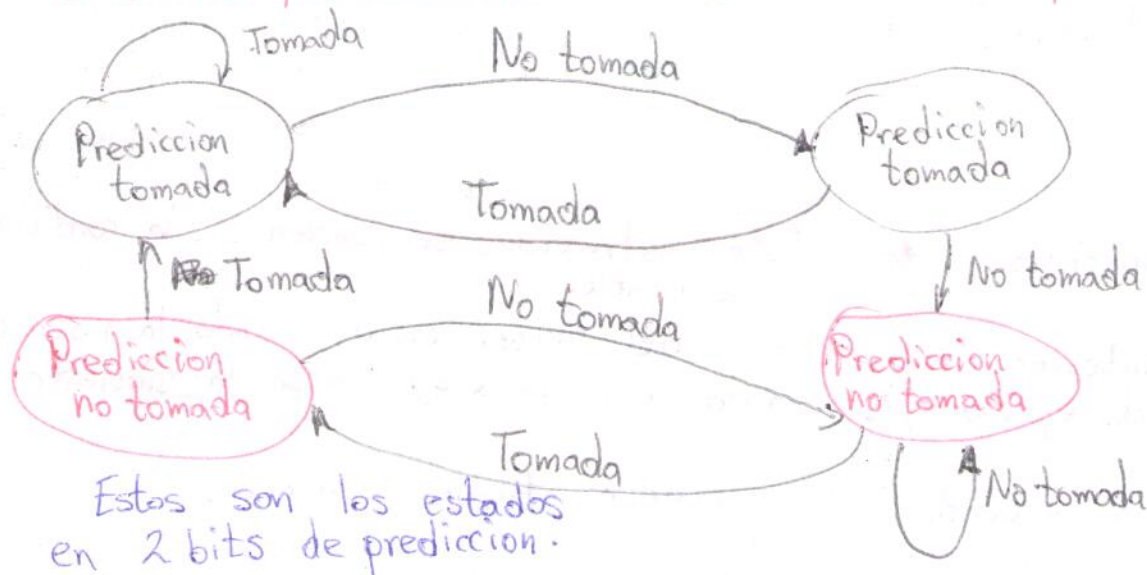 Tomada
No tomada
Prediccion
tomada
Prediccion
tomada
Tomada
Tomada
No tomada
No tomada
Prediccion
no tomada
Prediccion
no tomada
Tomada
No tomada
Estos son los estados
en 2 bits de prediccion.